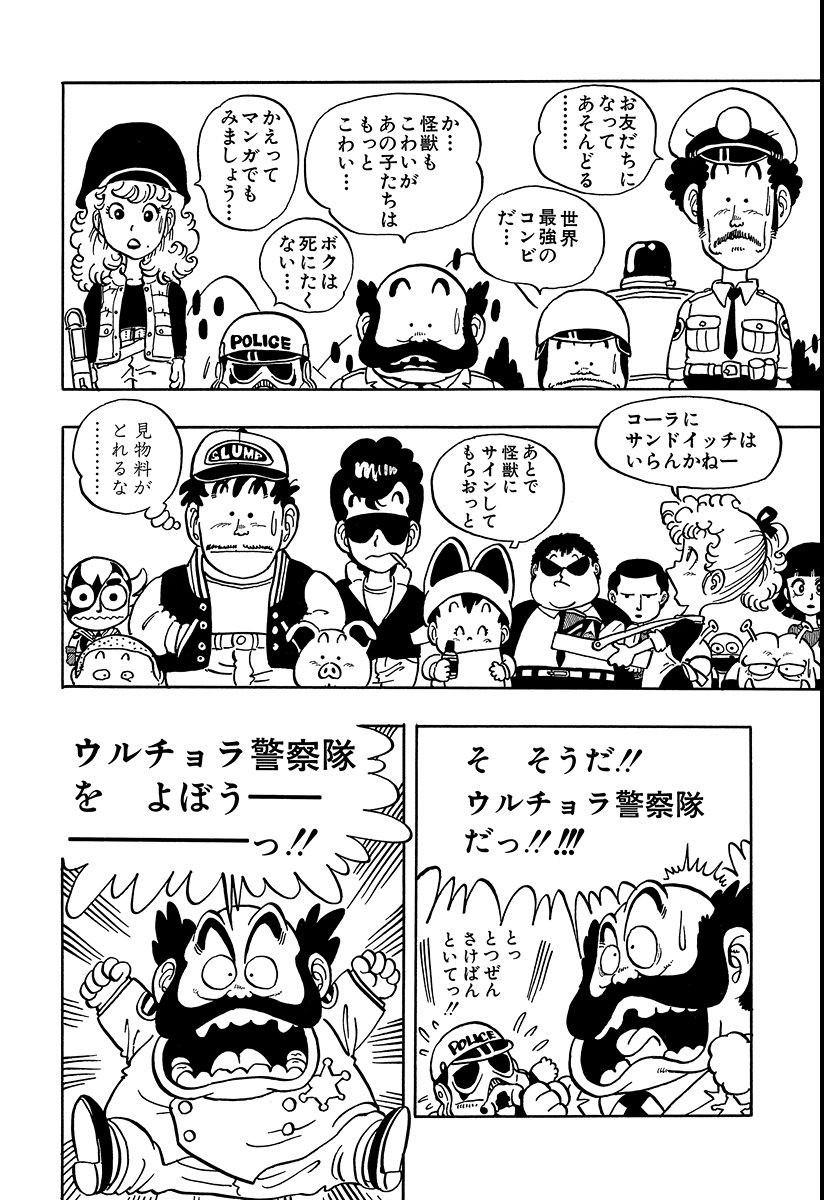 お友だちに
なって
あそんどる
………
世界
最強の
コンビ
だ…
か…
怪獣も
こわいが
あの子たちは
もっと
こわい…
ボクは
死にたく
ない…
かえって
マンガでも
みましょう…
POLICE
コーラに
サンドイッチは
いらんかねー
あとで
怪獣に
サインして
もらおっと
見物料が
とれるな
…………
SLUMP
そ そうだ!!
ウルチョラ警察隊
だっ!!!!!
とっ
とつぜん
さけばん
といてっ!!
POLICE
ウルチョラ警察隊
を よぼう――
―――――っ!!